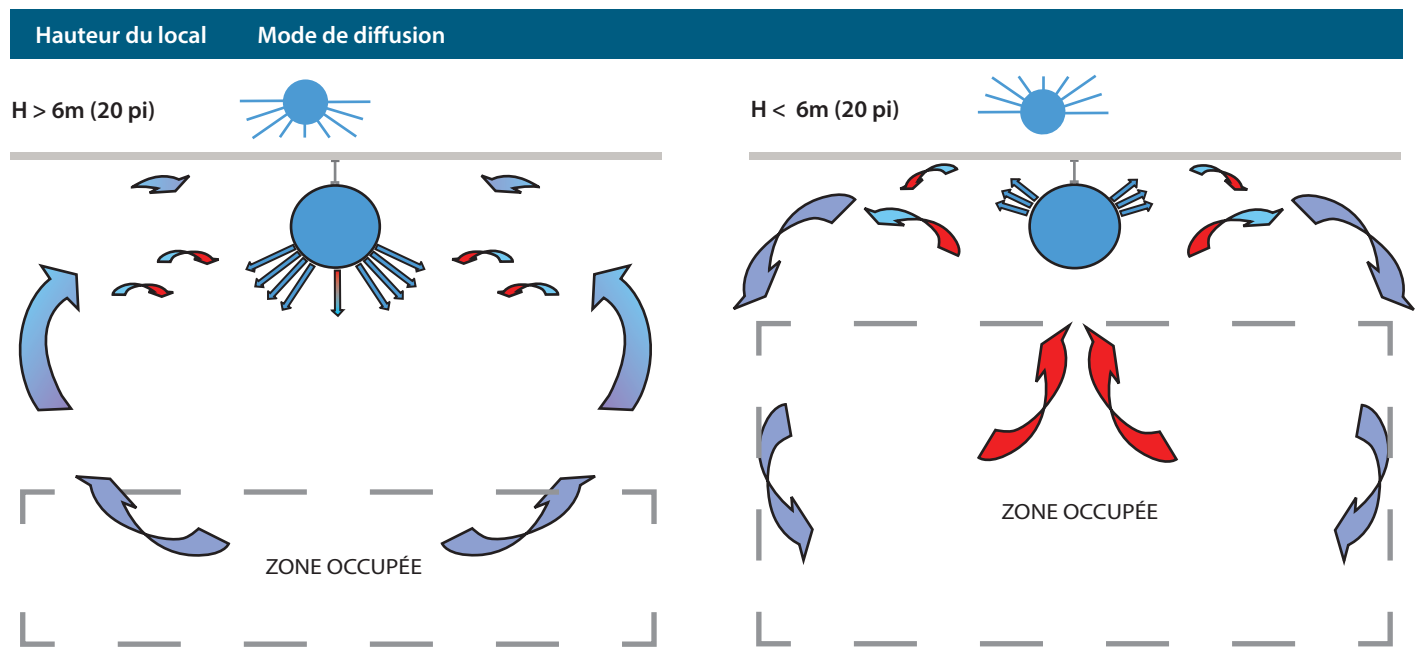 Hauteur du local Mode de diffusion
H > 6m (20 pi)
H < 6m (20 pi)
ZONE OCCUPÉE
ZONE OCCUPÉE